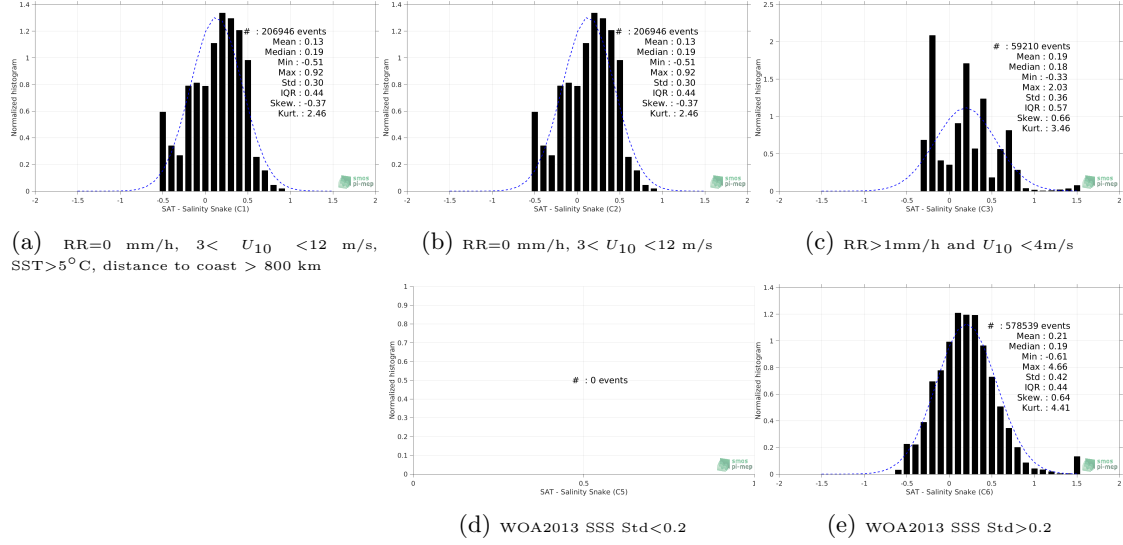 1.4
1.2
1
0.8
0.6
0.4
0.2
0
Normalized histogram
# : 206946 events
Mean : 0.13
Median : 0.19
Min : -0.51
Max : 0.92
Std : 0.30
IQR : 0.44
Skew. : -0.37
Kurt. : 2.46
smos
pi-mep
-2 -1.5 -1 -0.5 0 0.5 1 1.5 2
SAT - Salinity Snake (C1)
(a) RR=0 mm/h, 3< U10 <12 m/s,
SST>5°C, distance to coast > 800 km
1.4
1.2
1
0.8
0.6
0.4
0.2
0
Normalized histogram
# : 206946 events
Mean : 0.13
Median : 0.19
Min : -0.51
Max : 0.92
Std : 0.30
IQR : 0.44
Skew. : -0.37
Kurt. : 2.46
smos
pi-mep
-2 -1.5 -1 -0.5 0 0.5 1 1.5 2
SAT - Salinity Snake (C2)
(b) RR=0 mm/h, 3< U10 <12 m/s
2.5
2
1.5
1
0.5
0
Normalized histogram
# : 59210 events
Mean : 0.19
Median : 0.18
Min : -0.33
Max : 2.03
Std : 0.36
IQR : 0.57
Skew. : 0.66
Kurt. : 3.46
smos
pi-mep
-2 -1.5 -1 -0.5 0 0.5 1 1.5 2
SAT - Salinity Snake (C3)
(c) RR>1mm/h and U10 <4m/s
1
0.9
0.8
0.7
0.6
0.5
0.4
0.3
0.2
0.1
0
Normalized histogram
# : 0 events
smos
pi-mep
0.5 1
SAT - Salinity Snake (C5)
(d) WOA2013 SSS Std<0.2
1.4
1.2
1
0.8
0.6
0.4
0.2
0
Normalized histogram
# : 578539 events
Mean : 0.21
Median : 0.19
Min : -0.61
Max : 4.66
Std : 0.42
IQR : 0.44
Skew. : 0.64
Kurt. : 4.41
smos
pi-mep
-2 -1.5 -1 -0.5 0 0.5 1 1.5 2
SAT - Salinity Snake (C6)
(e) WOA2013 SSS Std>0.2